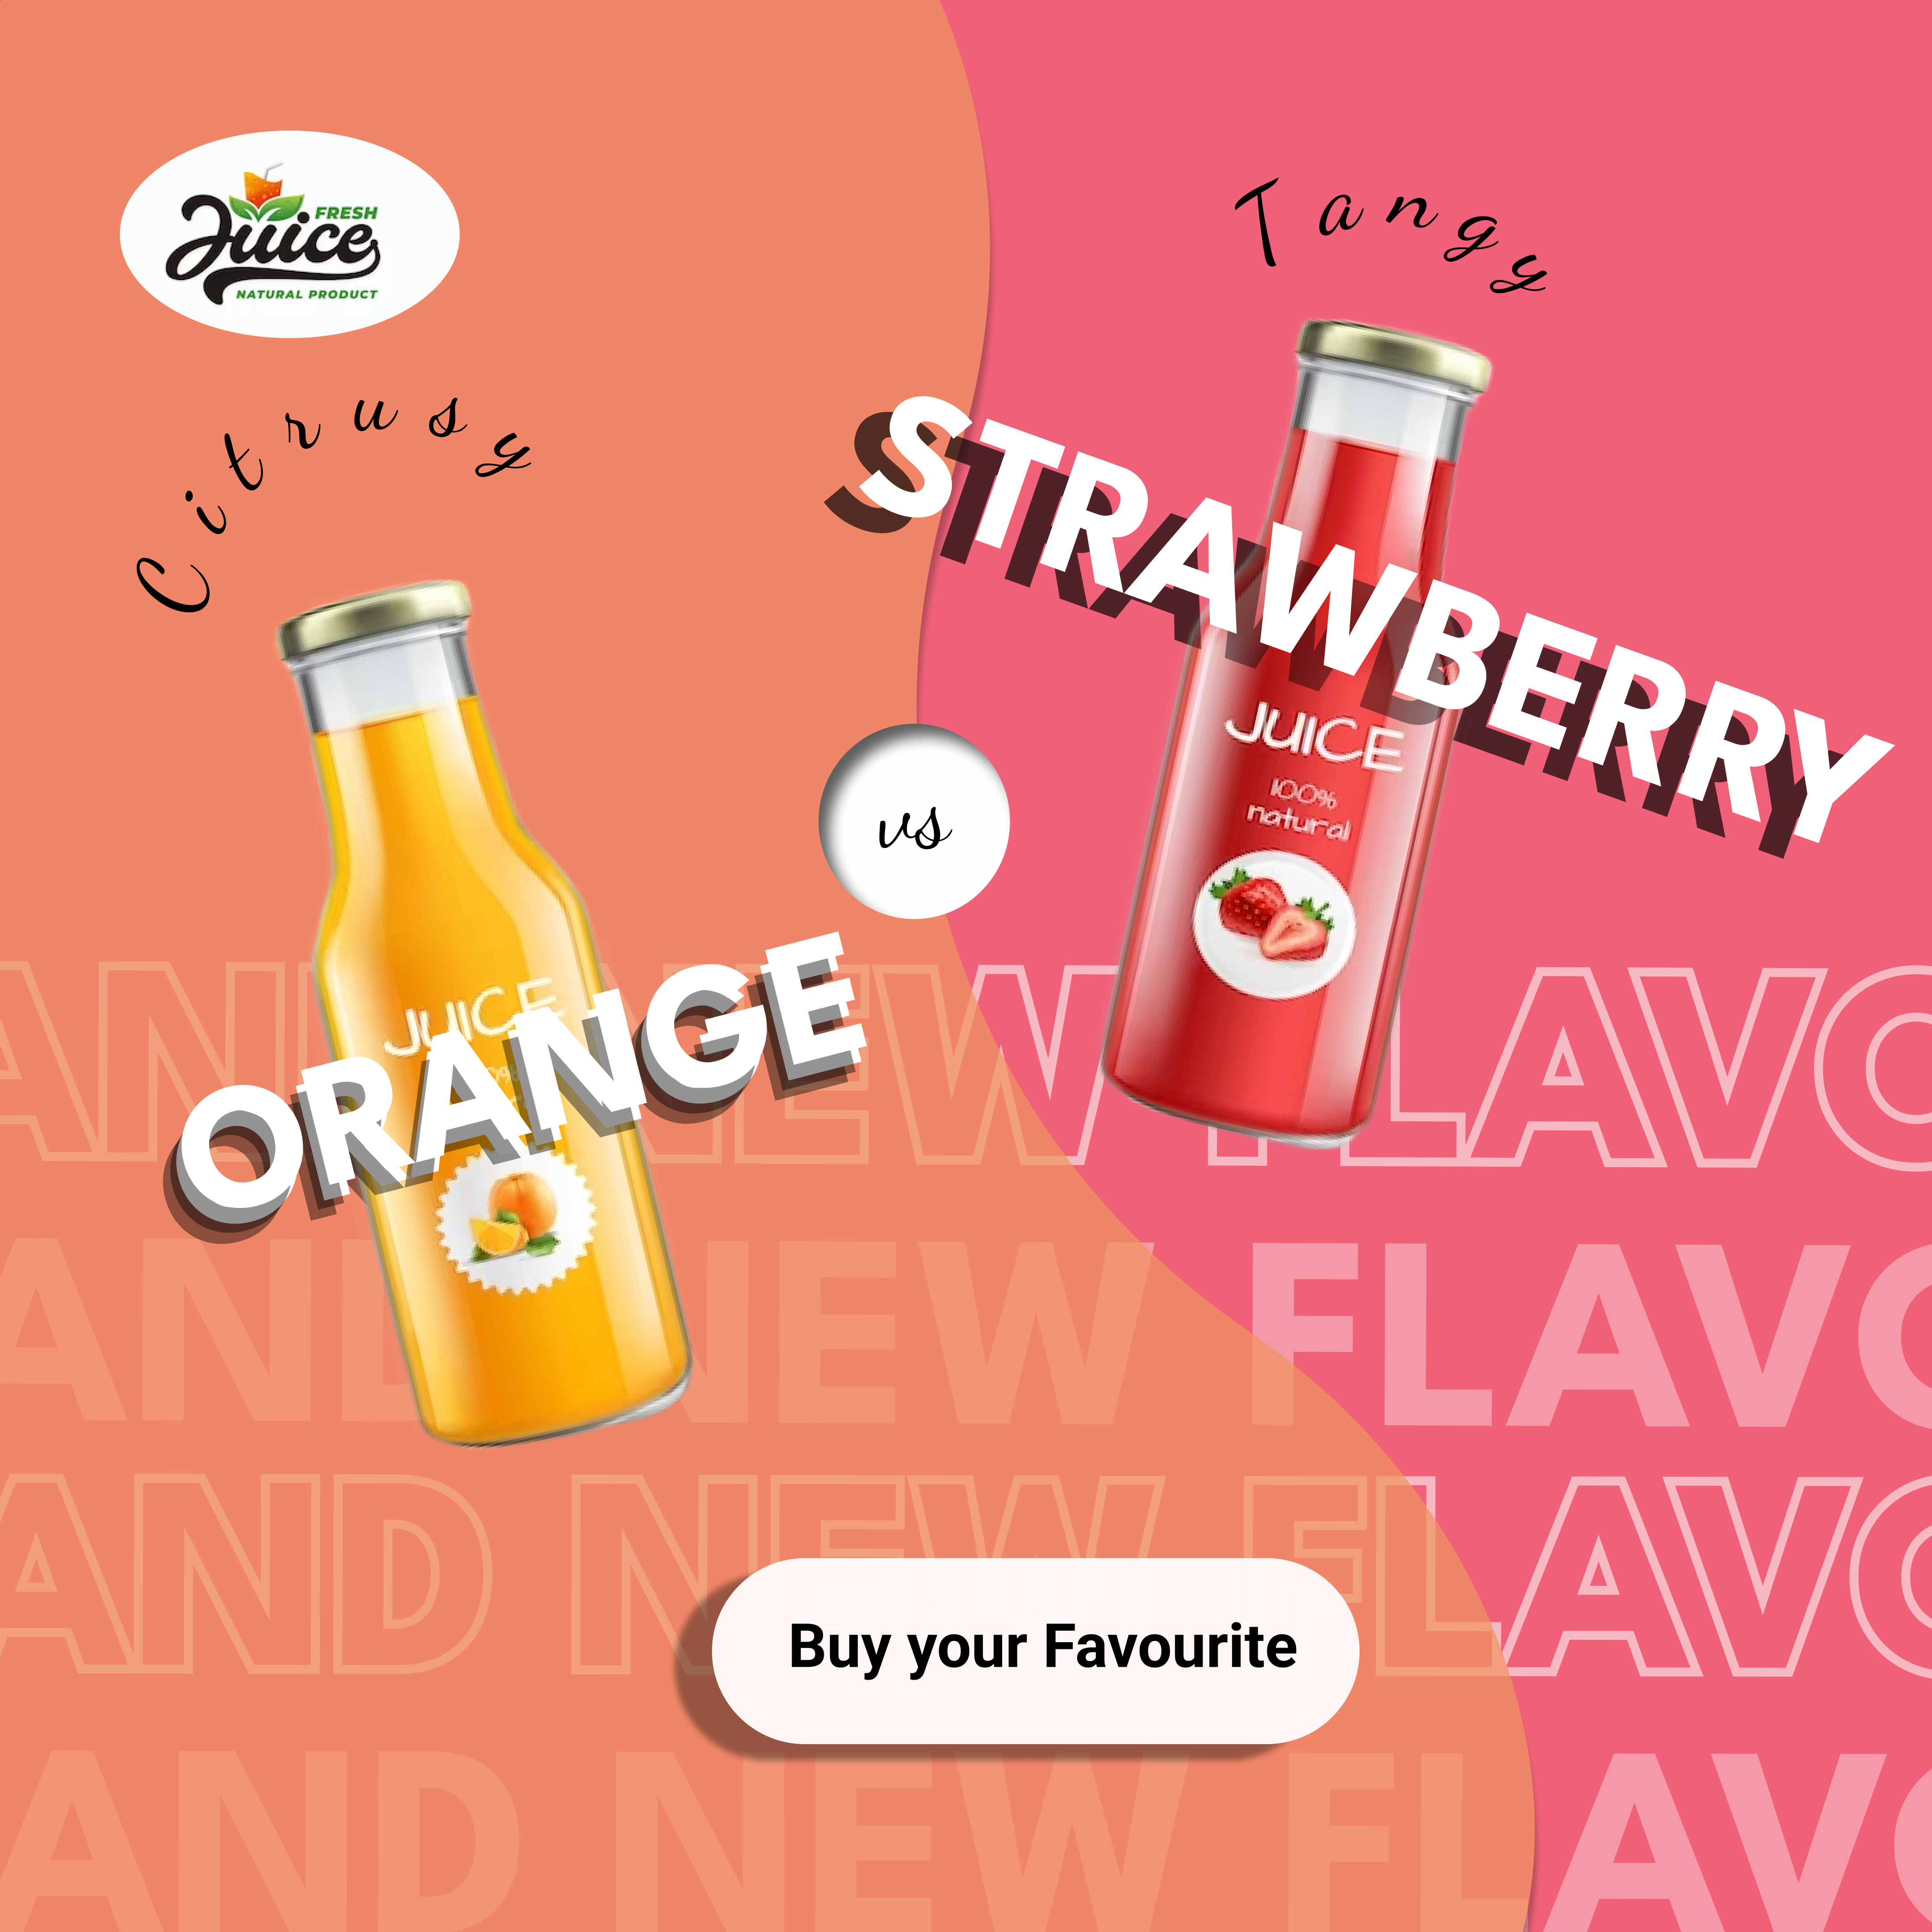 FRESH
Juice
NATURAL PRODUCT
Tangy
Citrusy
STRAWBERRY
JUICE
100%
natural
vs
JUICE
ORANGE
AND NEW FLAVO
AND NEW FLAVO
AND NEW FLAVO
Buy your Favourite
AND NEW FLAVO